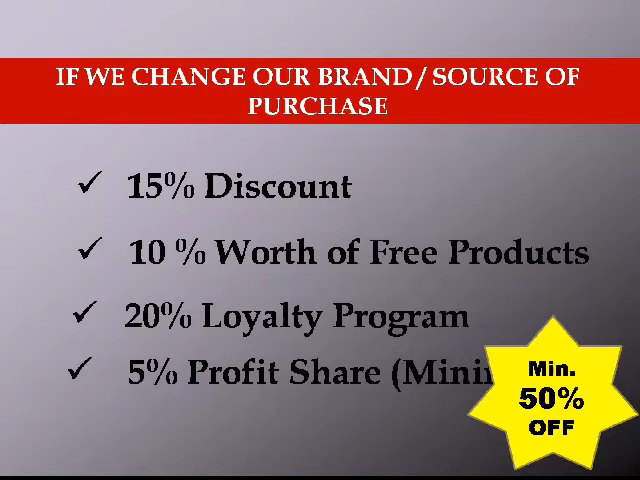 IF WE CHANGE OUR BRAND / SOURCE OF
PURCHASE
✓ 15% Discount
✓ 10 % Worth of Free Products
✓ 20% Loyalty Program
✓ 5% Profit Share
Min.
50%
OFF